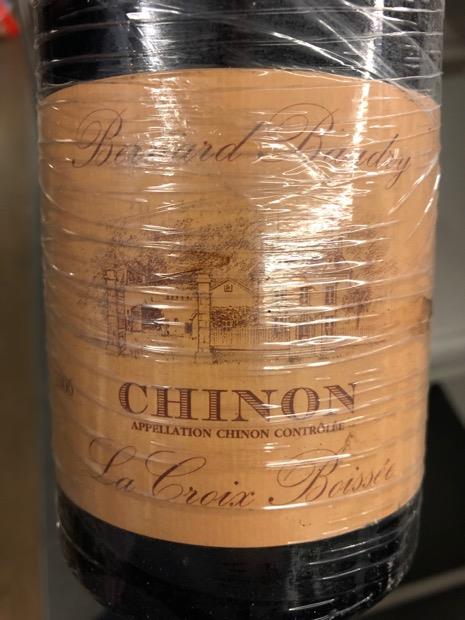 Bernard Baudry
CHINON
APPELLATION CHINON CONTRÔLÉE
La Croix Boissée